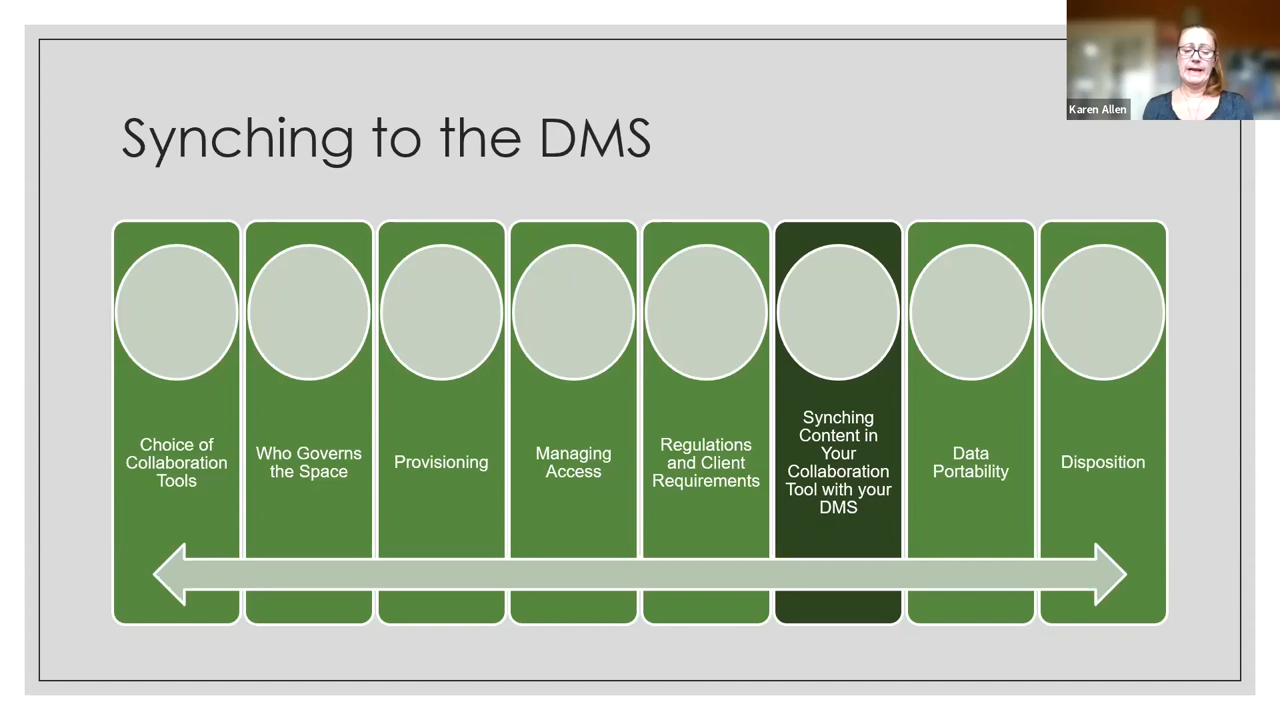 Karen Allen
Synching to the DMS
Choice of
Collaboration
Tools
Who Governs
the Space
Provisioning
Managing
Access
Regulations
and Client
Requirements
Synching
Content in
Your
Collaboration
Tool with your
DMS
Data
Portability
Disposition